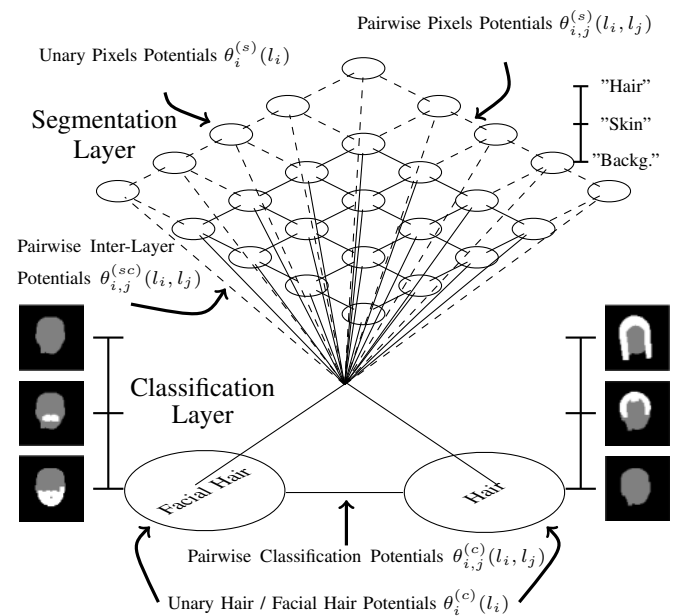 Pairwise Pixels Potentials θ_{i,j}^{(s)}(l_i, l_j)
Unary Pixels Potentials θ_i^{(s)}(l_i)
"Hair"
Segmentation
"Skin"
Layer
"Backg."
Pairwise Inter-Layer
Potentials θ_{i,j}^{(sc)}(l_i, l_j)
Classification
Layer
Facial Hair
Hair
Pairwise Classification Potentials θ_{i,j}^{(c)}(l_i, l_j)
Unary Hair / Facial Hair Potentials θ_i^{(c)}(l_i)